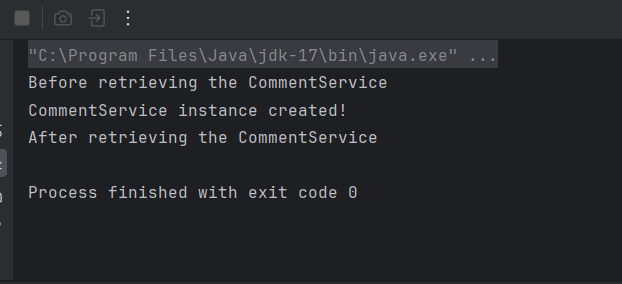 "C:\Program Files\Java\jdk-17\bin\java.exe" ...
Before retrieving the CommentService
CommentService instance created!
After retrieving the CommentService
Process finished with exit code 0